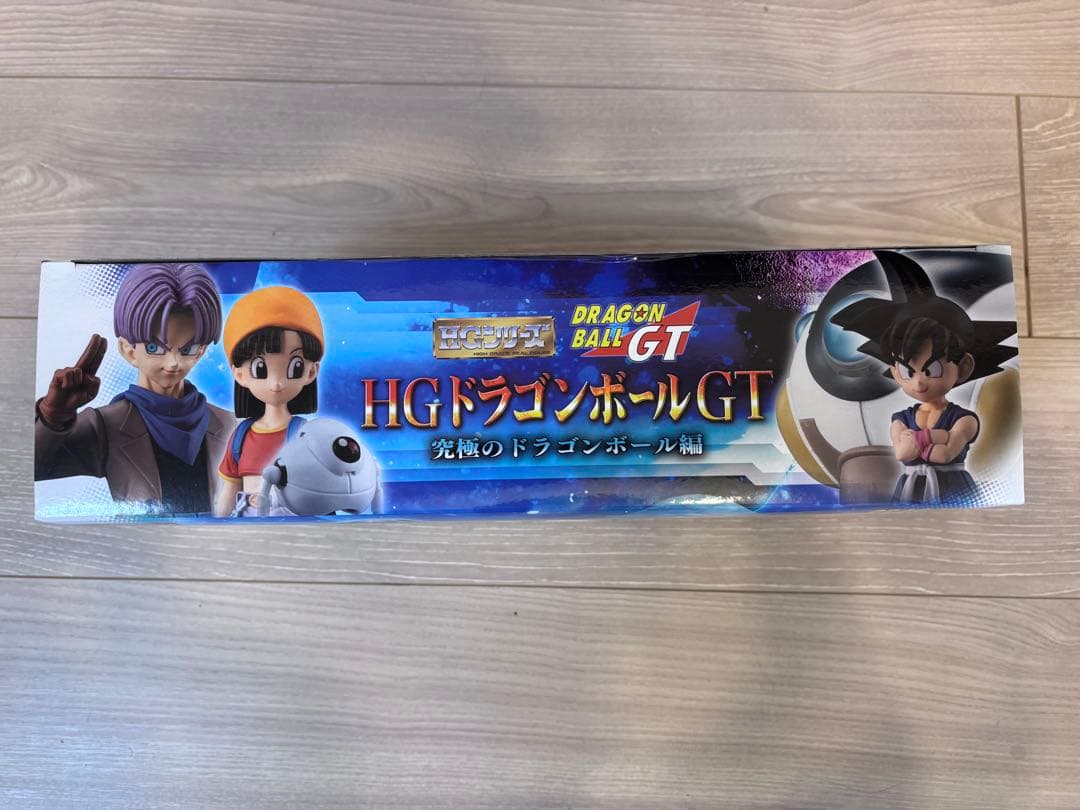 HGシリーズ
HIGH GRADE REAL FIGURE
DRAGON
BALL GT
HGドラゴンボールGT
究極のドラゴンボール編